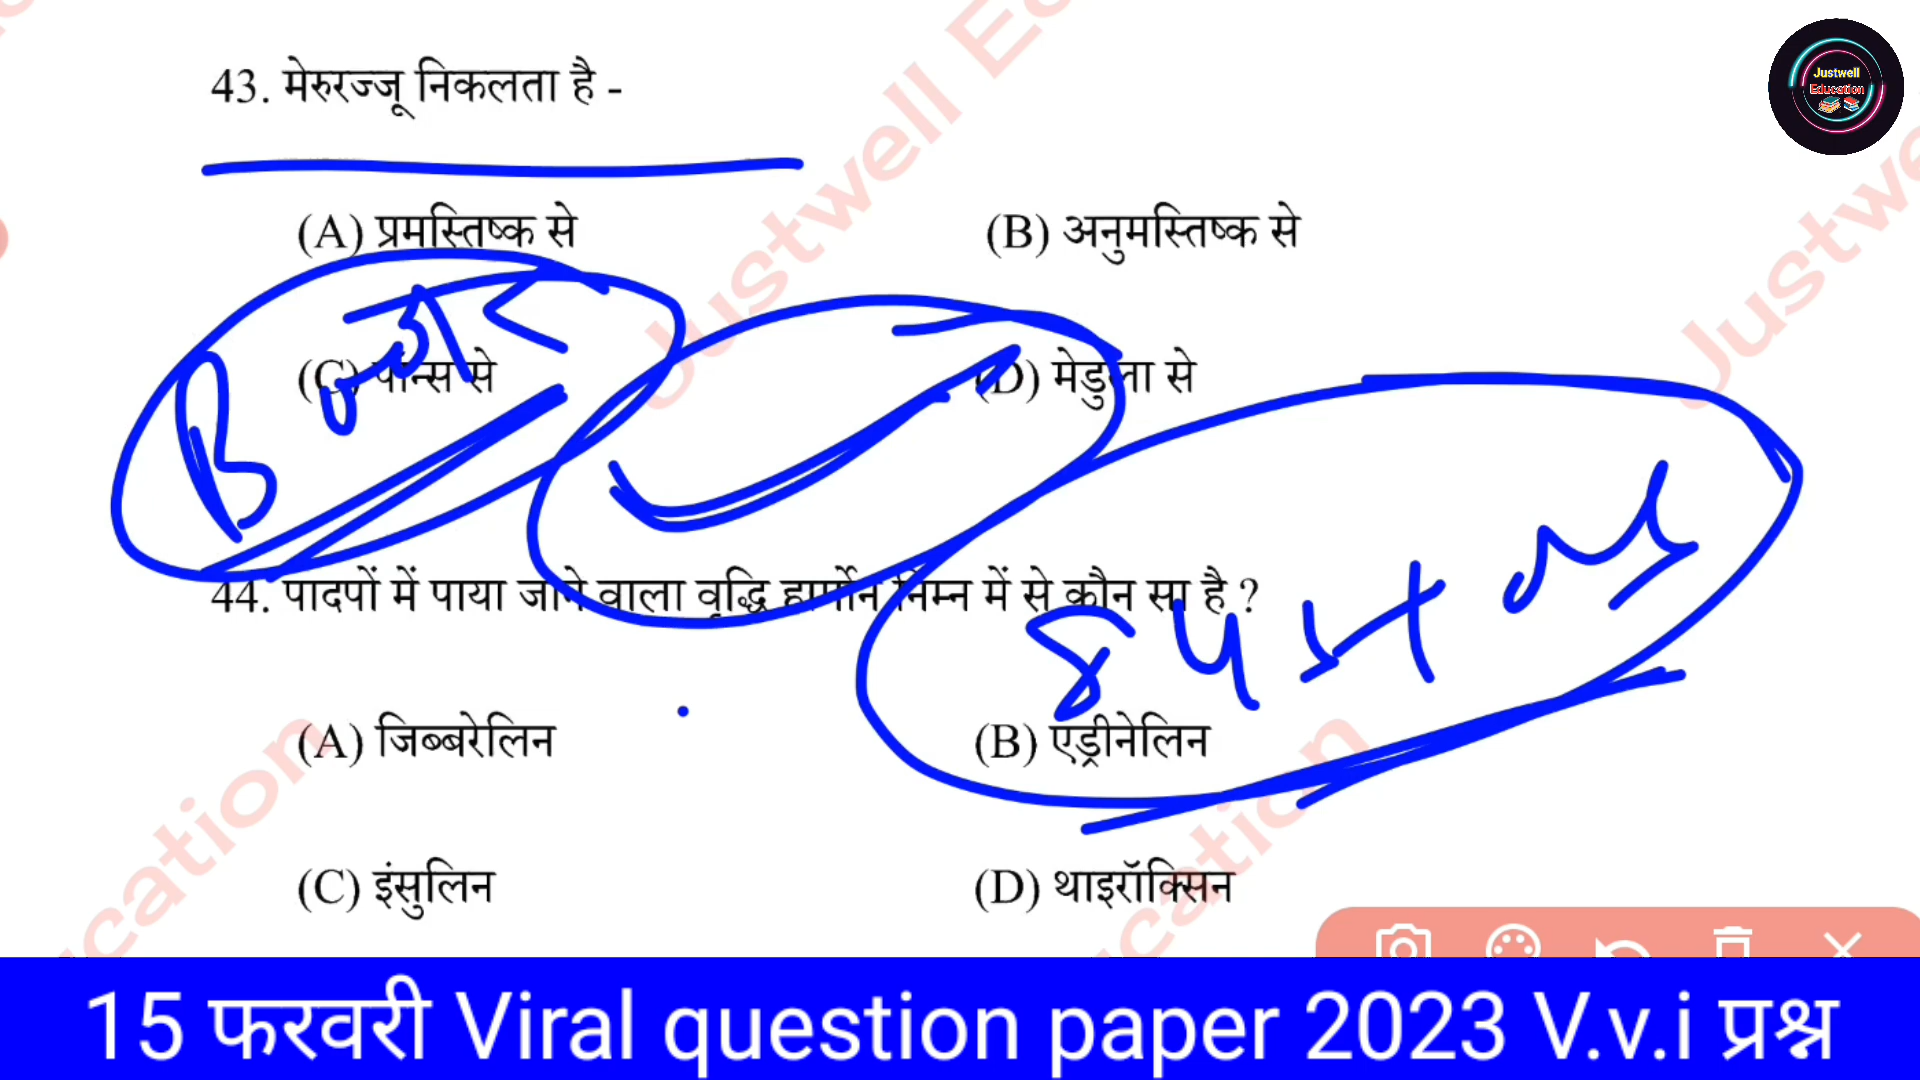 Justwell
Education
43. मेरुरज्जू निकलता है -
(A) प्रमस्तिष्क से
(B) अनुमस्तिष्क से
(C) पॉन्स से
(D) मेडुला से
44. पादपों में पाया जाने वाला वृद्धि हार्मोन निम्न में से कौन सा है ?
(A) जिब्बरेलिन
(B) एड्रीनेलिन
(C) इंसुलिन
(D) थाइरॉक्सिन
15 फरवरी Viral question paper 2023 V.v.i प्रश्न